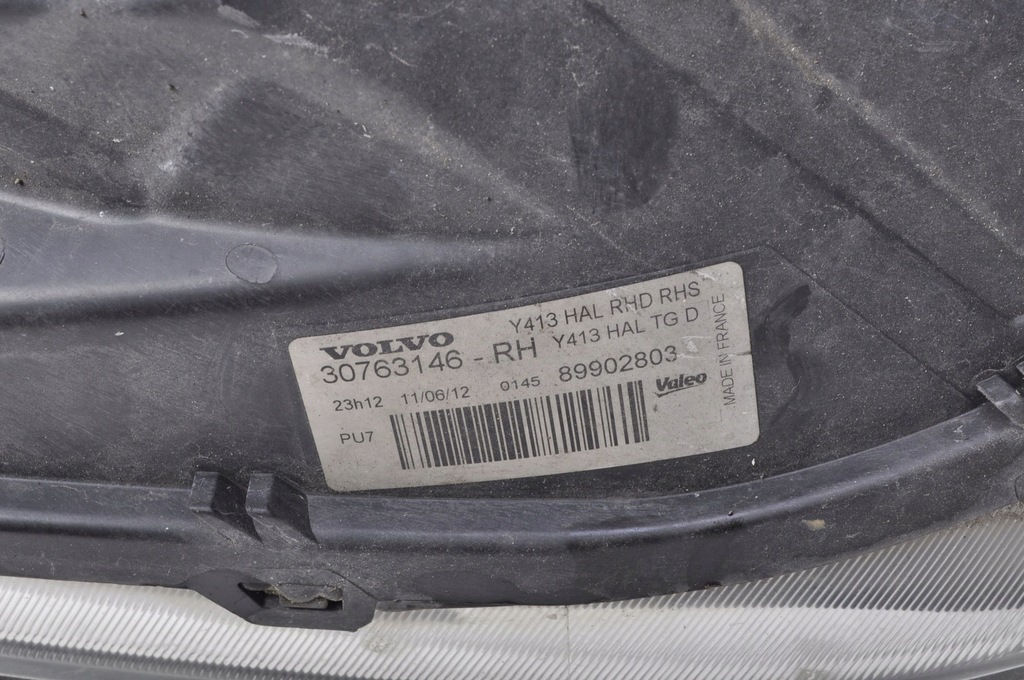 VOLVO Y413 HAL RHD RHS
30763146 - RH Y413 HAL TG D
23h12 11/06/12 0145 89902803
PU7
Valeo
MADE IN FRANCE